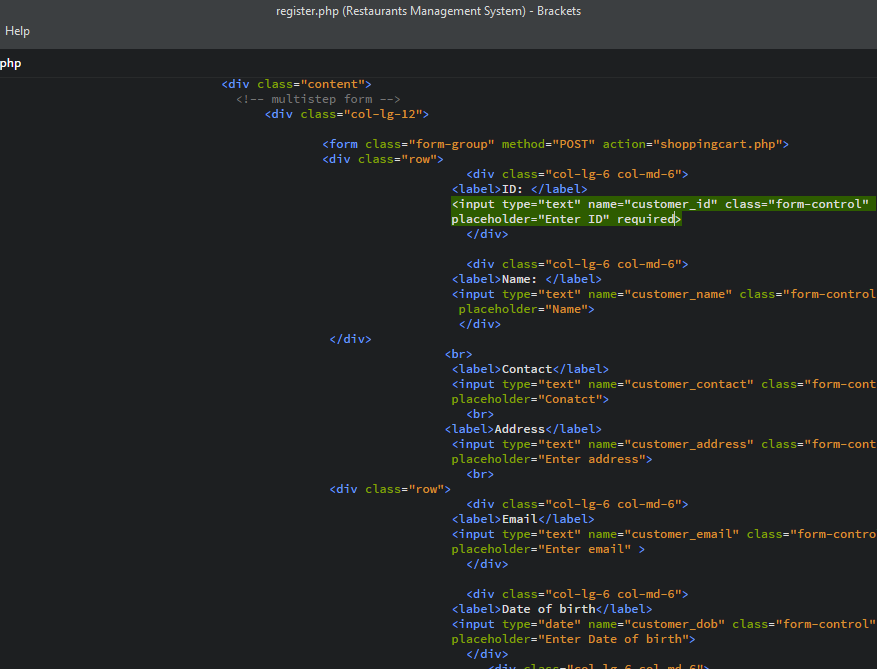 register.php (Restaurants Management System) - Brackets
Help
php
<div class="content">
<!-- multistep form -->
<div class="col-lg-12">
<form class="form-group" method="POST" action="shoppingcart.php">
<div class="row">
<div class="col-lg-6 col-md-6">
<label>ID: </label>
<input type="text" name="customer_id" class="form-control"
placeholder="Enter ID" required>
</div>
<div class="col-lg-6 col-md-6">
<label>Name: </label>
<input type="text" name="customer_name" class="form-control
placeholder="Name">
</div>
</div>
<br>
<label>Contact</label>
<input type="text" name="customer_contact" class="form-cont
placeholder="Conatct">
<br>
<label>Address</label>
<input type="text" name="customer_address" class="form-cont
placeholder="Enter address">
<br>
<div class="row">
<div class="col-lg-6 col-md-6">
<label>Email</label>
<input type="text" name="customer_email" class="form-contro
placeholder="Enter email" >
</div>
<div class="col-lg-6 col-md-6">
<label>Date of birth</label>
<input type="date" name="customer_dob" class="form-control"
placeholder="Enter Date of birth">
</div>
<div class="col-lg-6 col-md-6">